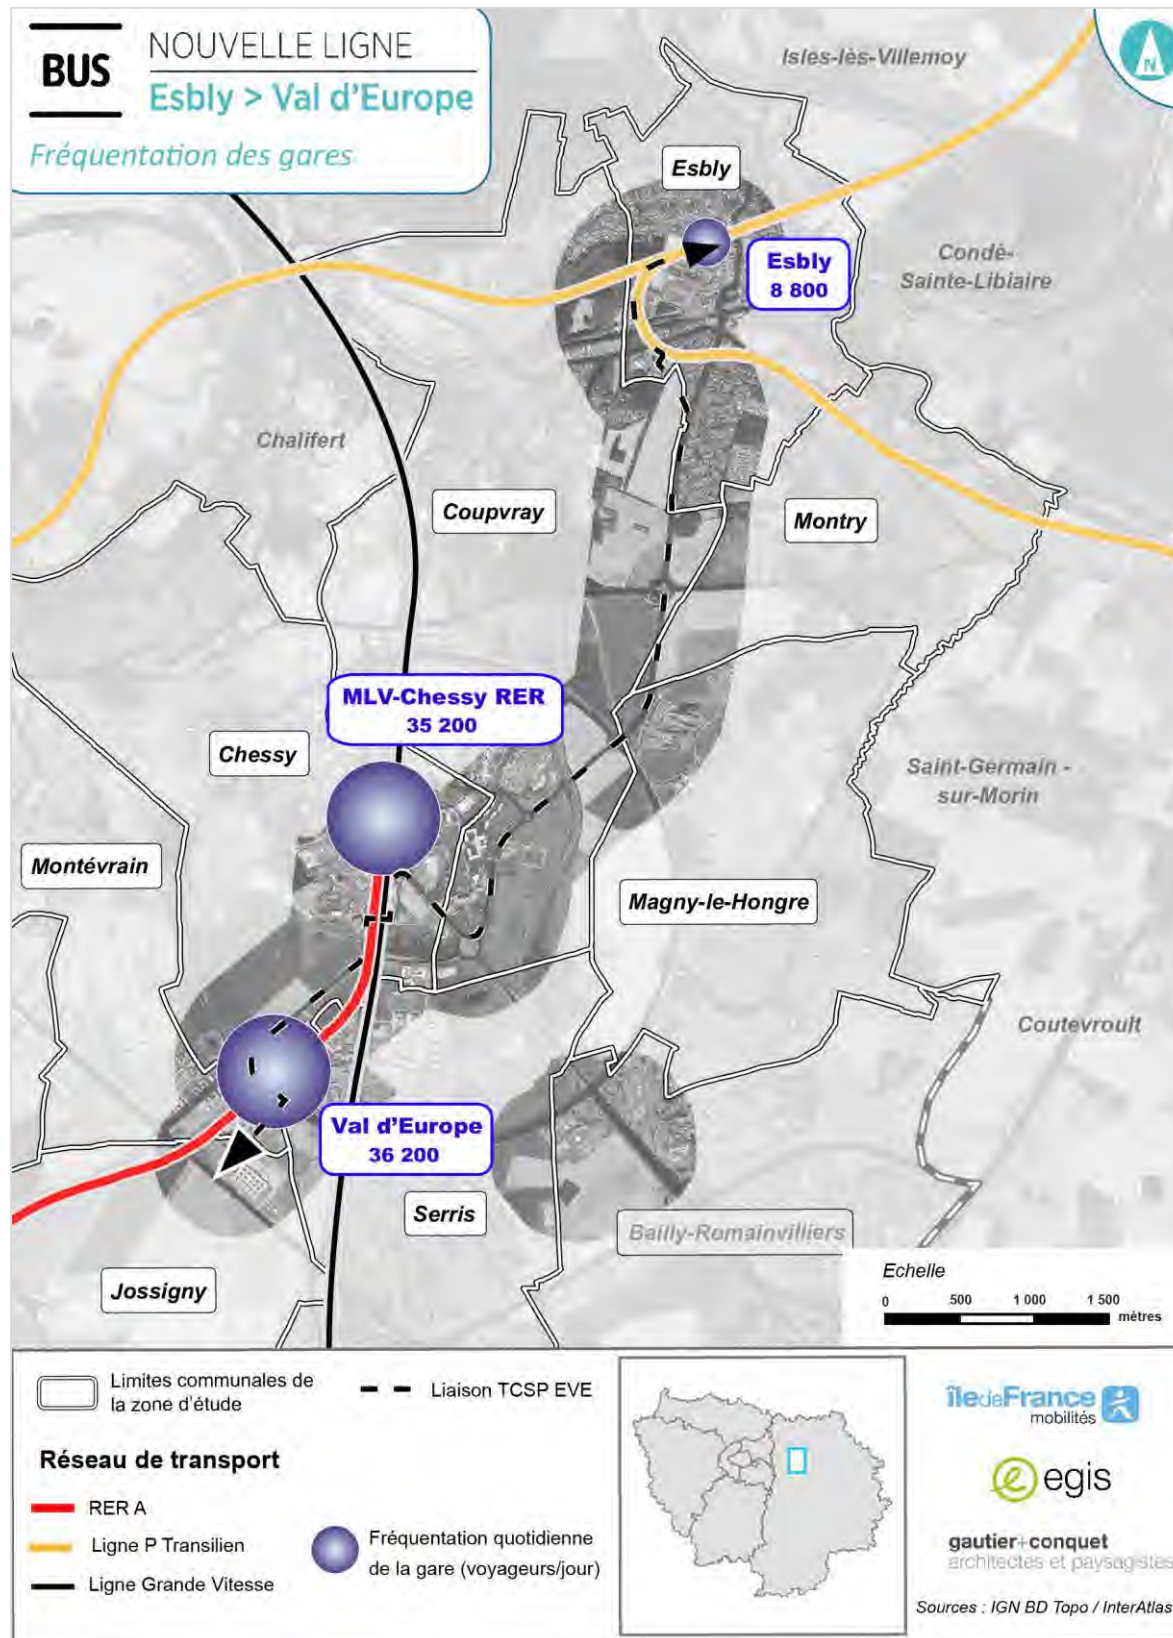 BUS
NOUVELLE LIGNE
Esbly > Val d'Europe
Fréquentation des gares
N
Isles-lès-Villemoy
Esbly
Esbly
8 800
Condé-
Sainte-Libiaire
Chalifert
Coupvray
Montry
MLV-Chessy RER
35 200
Chessy
Saint-Germain -
sur-Morin
Montévrain
Magny-le-Hongre
Coutevroult
Val d'Europe
36 200
Serris
Bailly-Romainvilliers
Jossigny
Echelle
0 500 1 000 1 500
mètres
Limites communales de
la zone d'étude
Liaison TCSP EVE
Réseau de transport
RER A
Ligne P Transilien
Ligne Grande Vitesse
Fréquentation quotidienne
de la gare (voyageurs/jour)
îledeFrance
mobilités
egis
gautier+conquet
architectes et paysagistes
Sources : IGN BD Topo / InterAtlas